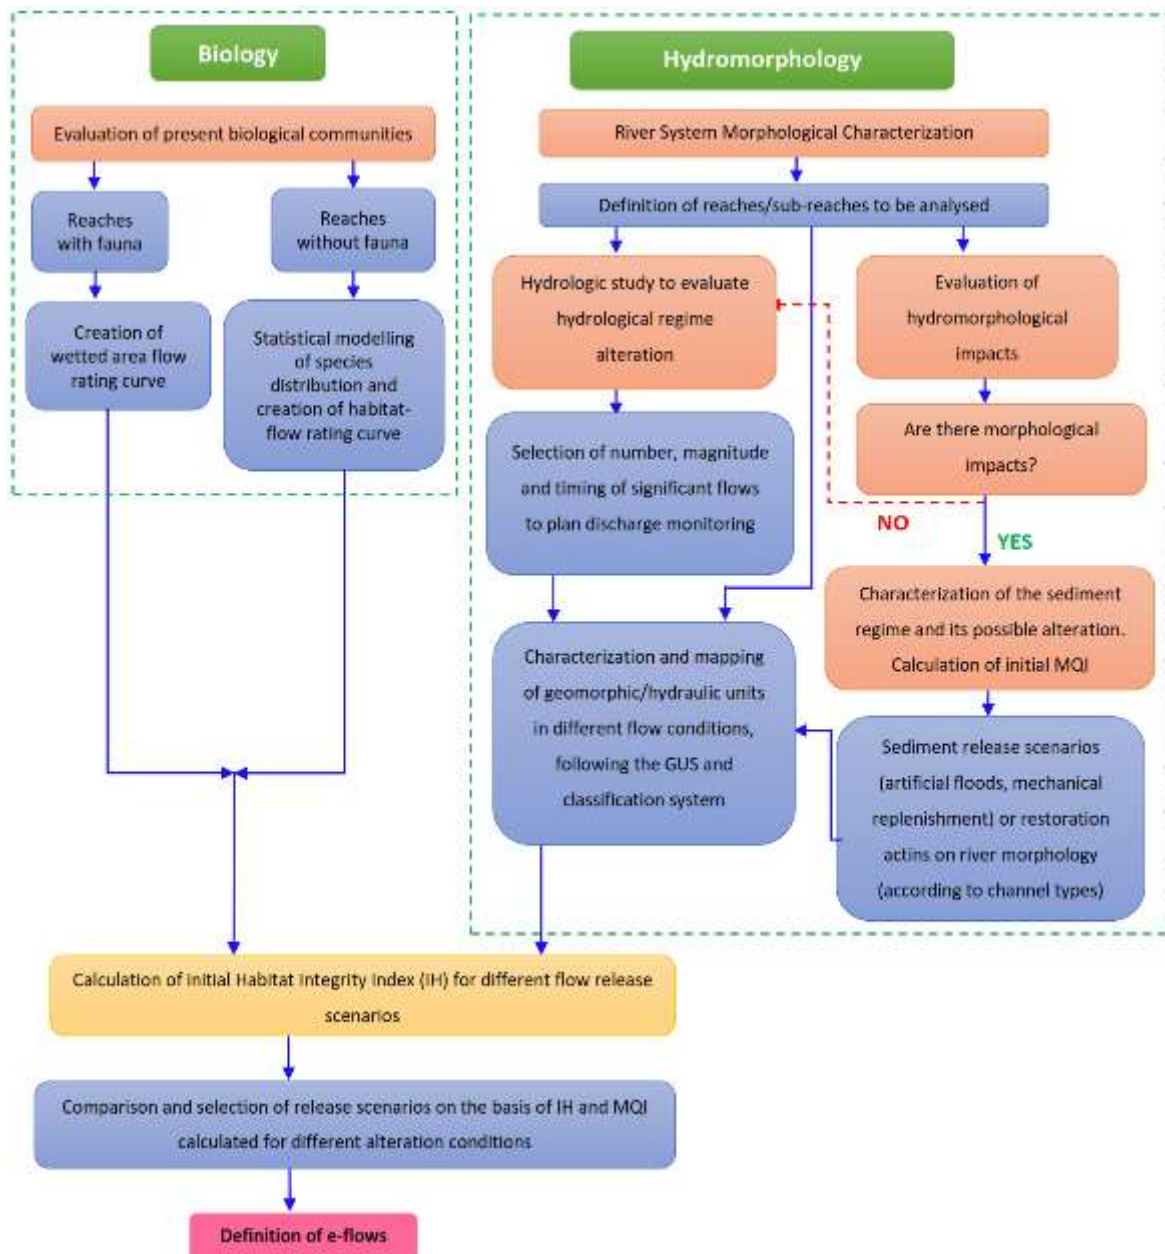 Biology
Evaluation of present biological communities
Reaches
with fauna
Reaches
without fauna
Creation of
wetted area flow
rating curve
Statistical modelling
of species
distribution and
creation of habitat-
flow rating curve
Hydromorphology
River System Morphological Characterization
Definition of reaches/sub-reaches to be analysed
Hydrologic study to evaluate
hydrological regime
alteration
Evaluation of
hydromorphological
impacts
Selection of number, magnitude
and timing of significant flows
to plan discharge monitoring
Are there morphological
impacts?
NO
YES
Characterization of the sediment
regime and its possible alteration.
Calculation of initial MQI
Characterization and mapping
of geomorphic/hydraulic units
in different flow conditions,
following the GUS and
classification system
Sediment release scenarios
(artificial floods, mechanical
replenishment) or restoration
actins on river morphology
(according to channel types)
Calculation of initial Habitat Integrity Index (IH) for different flow release
scenarios
Comparison and selection of release scenarios on the basis of IH and MQI
calculated for different alteration conditions
Definition of e-flows